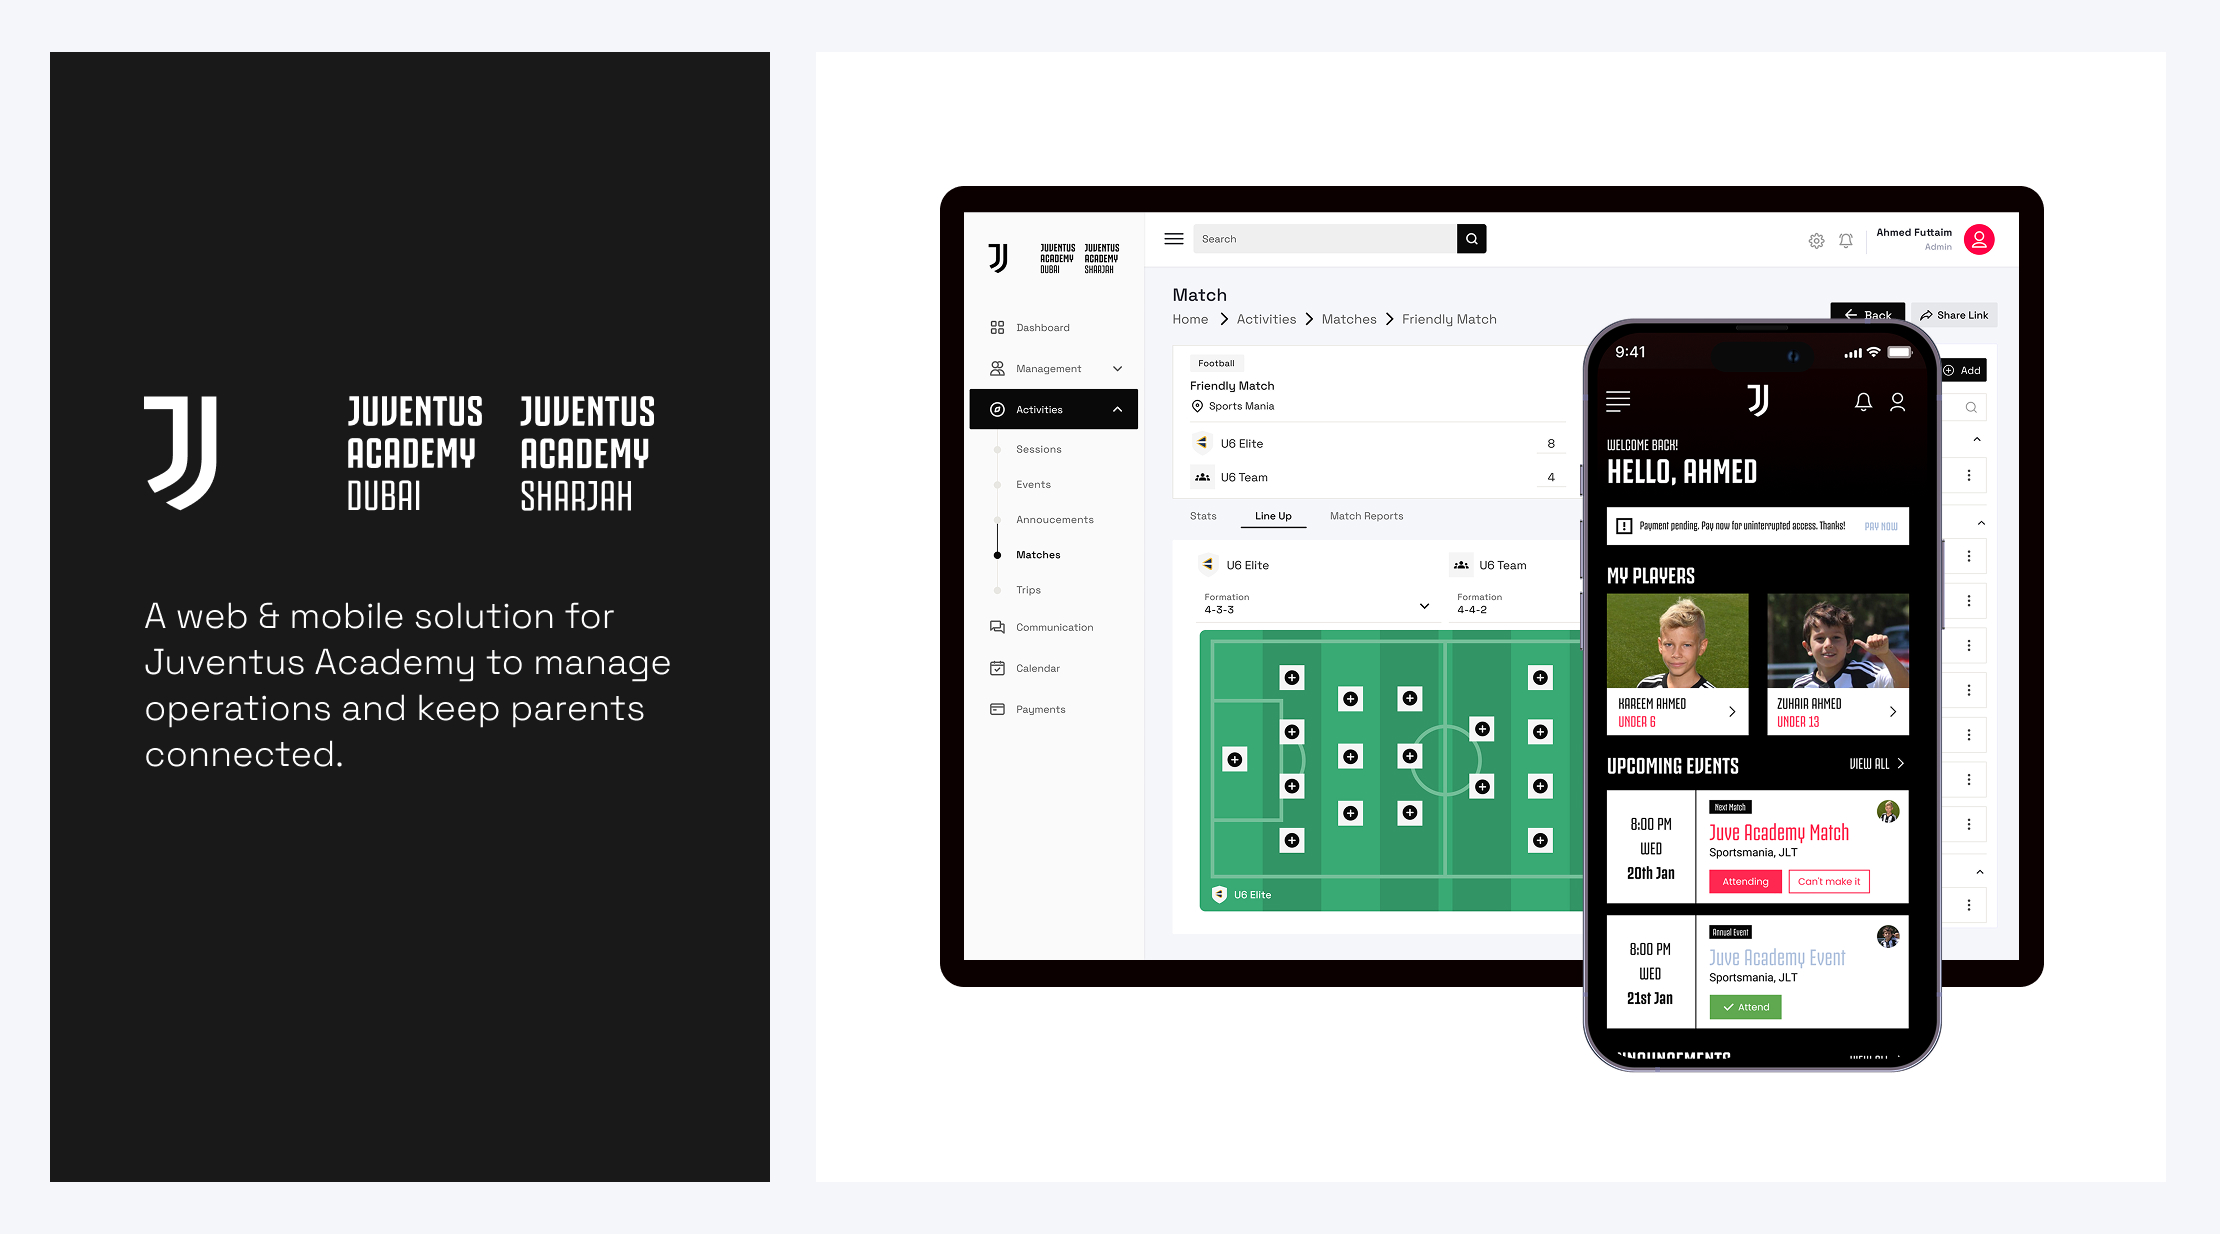 JUVENTUS
ACADEMY
DUBAI
JUVENTUS
ACADEMY
SHARJAH
A web & mobile solution for
Juventus Academy to manage
operations and keep parents
connected.
JUVENTUS
ACADEMY
DUBAI
JUVENTUS
ACADEMY
SHARJAH
Dashboard
Management
Activities
Sessions
Events
Annoucements
Matches
Trips
Communication
Calendar
Payments
Search
Ahmed Futtaim
Admin
Match
Home > Activities > Matches > Friendly Match
Back
Share Link
Football
Friendly Match
Sports Mania
U6 Elite 8
U6 Team 4
Stats Line Up Match Reports
U6 Elite
Formation
4-3-3
U6 Team
Formation
4-4-2
U6 Elite
Add
9:41
WELCOME BACK!
HELLO, AHMED
Payment pending. Pay now for uninterrupted access. Thanks! PAY NOW
MY PLAYERS
KAREEM AHMED
UNDER 6
ZUHAIR AHMED
UNDER 13
UPCOMING EVENTS VIEW ALL
8:00 PM
WED
20th Jan
Next Match
Juve Academy Match
Sportsmania, JLT
Attending Can't make it
8:00 PM
WED
21st Jan
Annual Event
Juve Academy Event
Sportsmania, JLT
Attend
ANNOUNCEMENTS VIEW ALL